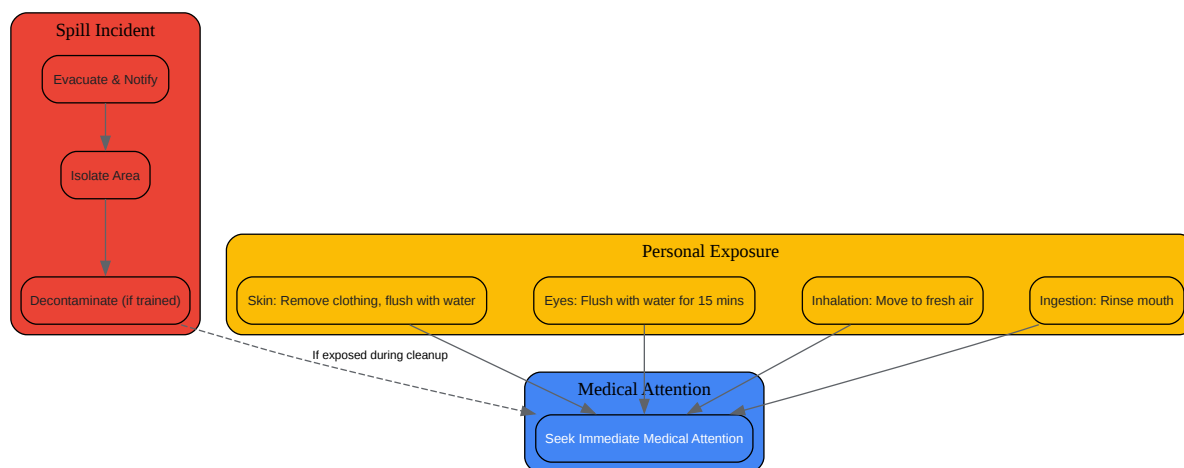 Spill Incident
Evacuate & Notify
Isolate Area
Decontaminate (if trained)
Personal Exposure
Skin: Remove clothing, flush with water
Eyes: Flush with water for 15 mins
Inhalation: Move to fresh air
Ingestion: Rinse mouth
If exposed during cleanup
Medical Attention
Seek Immediate Medical Attention